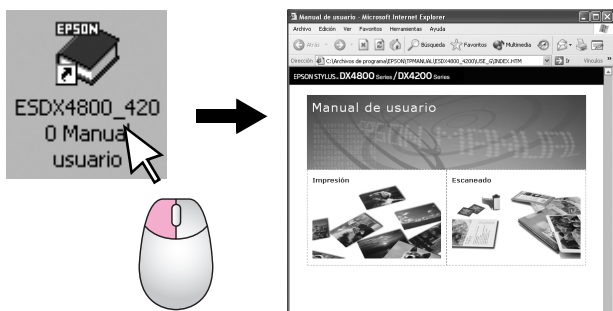 EPSON
ESDX4800_420
0 Manual
usuario
Manual de usuario - Microsoft Internet Explorer
Archivo Edición Ver Favoritos Herramientas Ayuda
Atrás Búsqueda Favoritos Multimedia
Dirección C:\Archivos de programa\EPSON\TPMANUAL\ESDX4800_4200\USE_G\INDEX.HTM Ir Vínculos »
EPSON STYLUS™ DX4800 Series / DX4200 Series
Manual de usuario
Impresión Escaneado